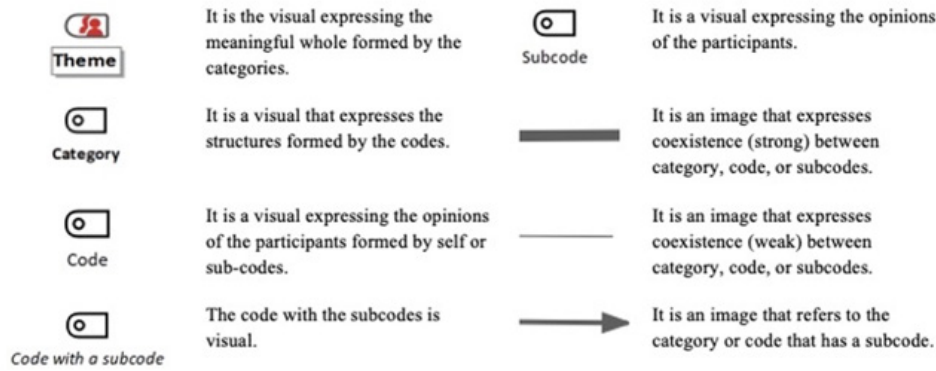 Theme
It is the visual expressing the
meaningful whole formed by the
categories.
Category
It is a visual that expresses the
structures formed by the codes.
Code
It is a visual expressing the opinions
of the participants formed by self or
sub-codes.
Code with a subcode
The code with the subcodes is
visual.
Subcode
It is a visual expressing the opinions
of the participants.
It is an image that expresses
coexistence (strong) between
category, code, or subcodes.
It is an image that expresses
coexistence (weak) between
category, code, or subcodes.
It is an image that refers to the
category or code that has a subcode.